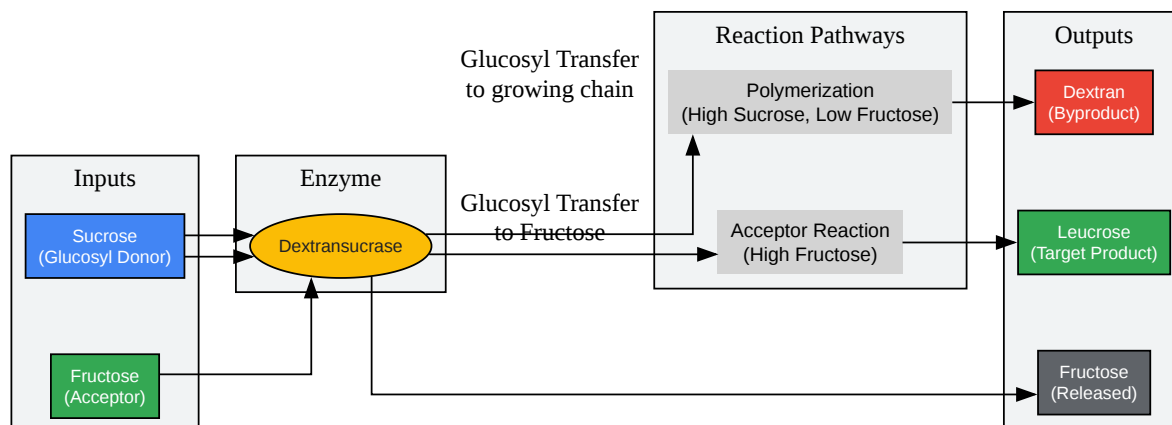 Inputs
Sucrose
(Glucosyl Donor)
Fructose
(Acceptor)
Enzyme
Dextransucrase
Glucosyl Transfer
to growing chain
Glucosyl Transfer
to Fructose
Reaction Pathways
Polymerization
(High Sucrose, Low Fructose)
Acceptor Reaction
(High Fructose)
Outputs
Dextran
(Byproduct)
Leucrose
(Target Product)
Fructose
(Released)